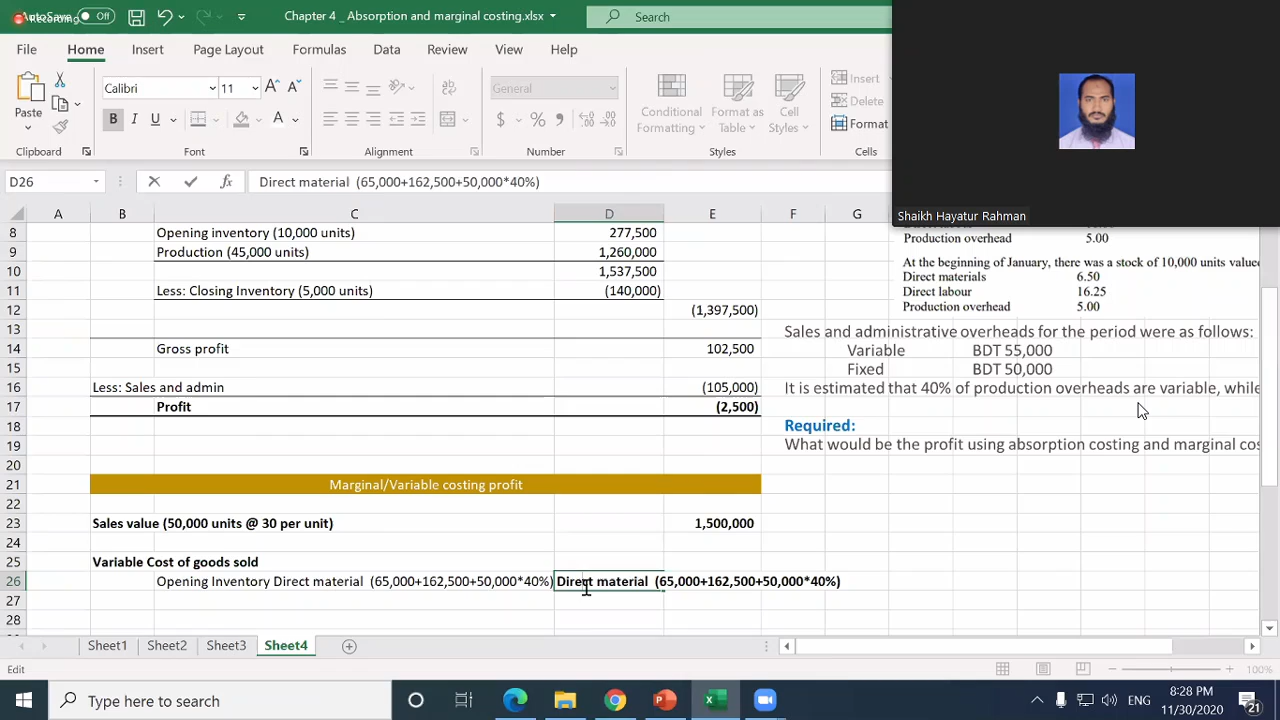 AutoSave Off Chapter 4 _ Absorption and marginal costing.xlsx Search
Recording
File Home Insert Page Layout Formulas Data Review View Help
Paste Calibri 11 A A General Conditional Formatting Format as Table Cell Styles Insert Delete Format
B I U A $ % ,
Clipboard Font Alignment Number Styles Cells
D26 fx Direct material (65,000+162,500+50,000*40%)
Shaikh Hayatur Rahman
A B C D E F G
8 Opening inventory (10,000 units) 277,500
Production overhead 5.00
9 Production (45,000 units) 1,260,000
At the beginning of January, there was a stock of 10,000 units valued
10 1,537,500
Direct materials 6.50
11 Less: Closing Inventory (5,000 units) (140,000)
Direct labour 16.25
12 (1,397,500)
Production overhead 5.00
13 Sales and administrative overheads for the period were as follows:
14 Gross profit 102,500 Variable BDT 55,000
15 Fixed BDT 50,000
16 Less: Sales and admin (105,000) It is estimated that 40% of production overheads are variable, while
17 Profit (2,500)
18 Required:
19 What would be the profit using absorption costing and marginal cos
20
21 Marginal/Variable costing profit
22
23 Sales value (50,000 units @ 30 per unit) 1,500,000
24
25 Variable Cost of goods sold
26 Opening Inventory Direct material (65,000+162,500+50,000*40%) Direct material (65,000+162,500+50,000*40%)
27
28
Sheet1 Sheet2 Sheet3 Sheet4
Edit 100%
Type here to search ENG 8:28 PM 11/30/2020 21